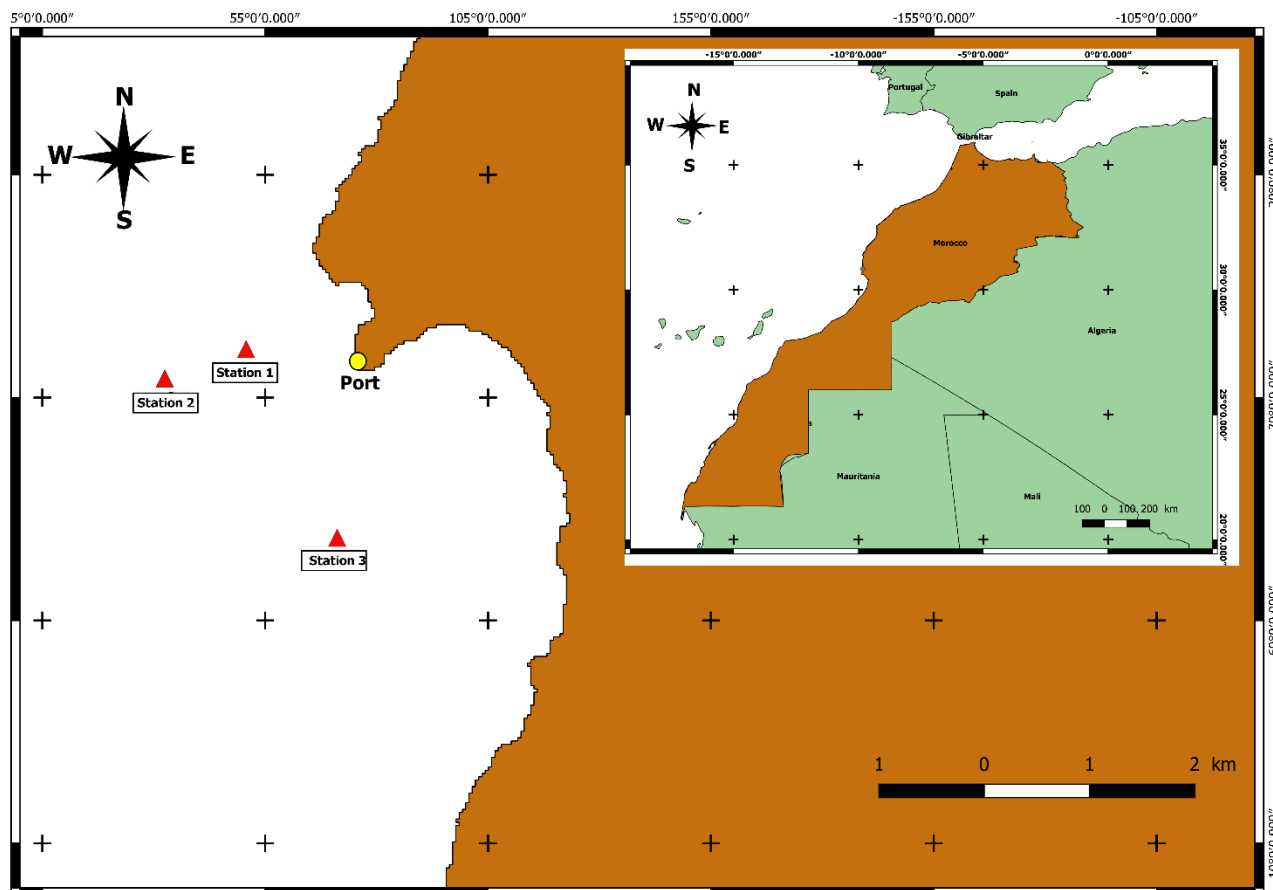 5°0'0.000" 55°0'0.000" 105°0'0.000" 155°0'0.000" -155°0'0.000" -105°0'0.000"
-15°0'0.000" -10°0'0.000" -5°0'0.000" 0°0'0.000"
N
W E
S
N
W E
S
Portugal
Spain
Gibraltar
35°0'0.000"
Morocco
30°0'0.000"
Algeria
25°0'0.000"
Mauritania
Mali
100 0 100 200 km
20°0'0.000"
Station 1
Station 2
Port
Station 3
1 0 1 2 km